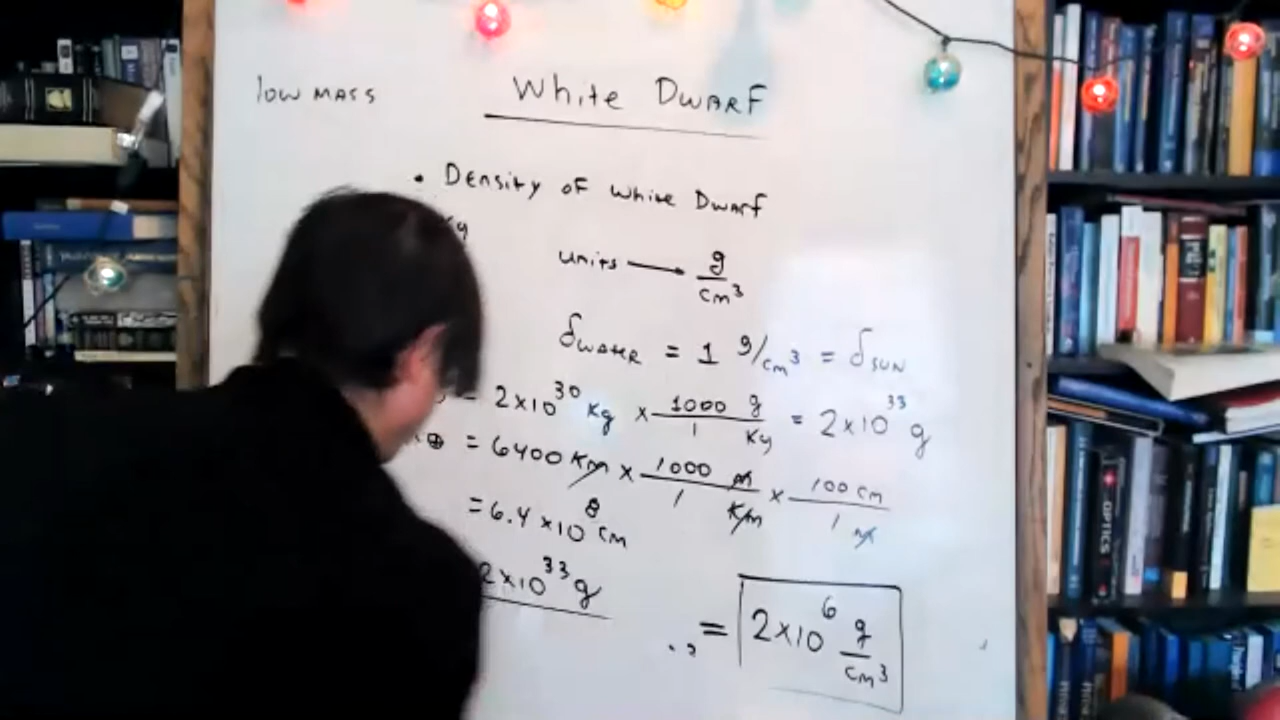 low mass
White Dwarf
• Density of White Dwarf
Kg
units → g/cm³
δWATER = 1 g/cm³ = δSUN
= 2×10³⁰ Kg × 1000 g / 1 Kg = 2×10³³ g
⊕ = 6400 Km × 1000 m / 1 Km × 100 cm / 1 m
= 6.4 ×10⁸ cm
2×10³³ g
= 2×10⁶ g/cm³
OPTICS